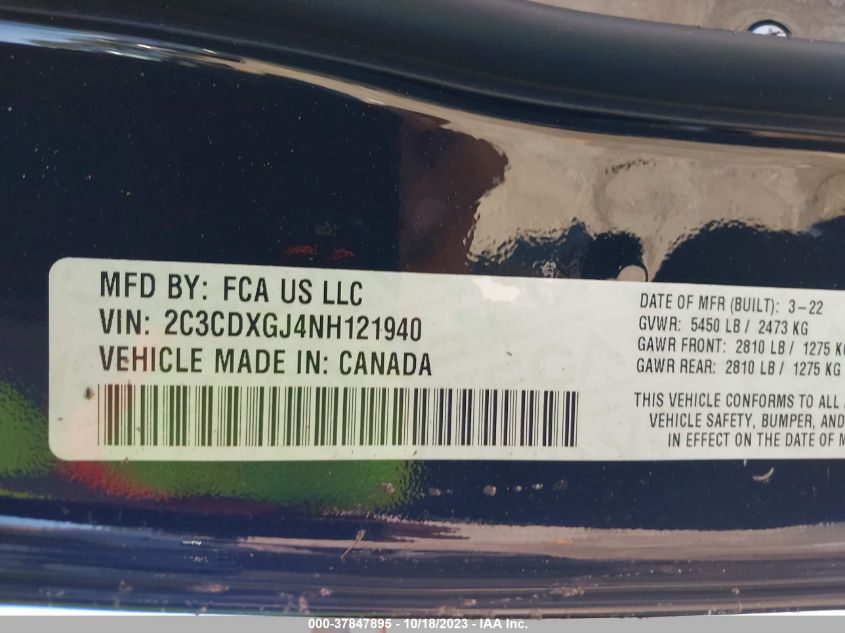 MFD BY: FCA US LLC
VIN: 2C3CDXGJ4NH121940
VEHICLE MADE IN: CANADA
DATE OF MFR (BUILT): 3-22
GVWR: 5450 LB / 2473 KG
GAWR FRONT: 2810 LB / 1275 KG
GAWR REAR: 2810 LB / 1275 KG
THIS VEHICLE CONFORMS TO ALL
VEHICLE SAFETY, BUMPER, AND
IN EFFECT ON THE DATE OF
000-37847895 - 10/18/2023 - IAA Inc.